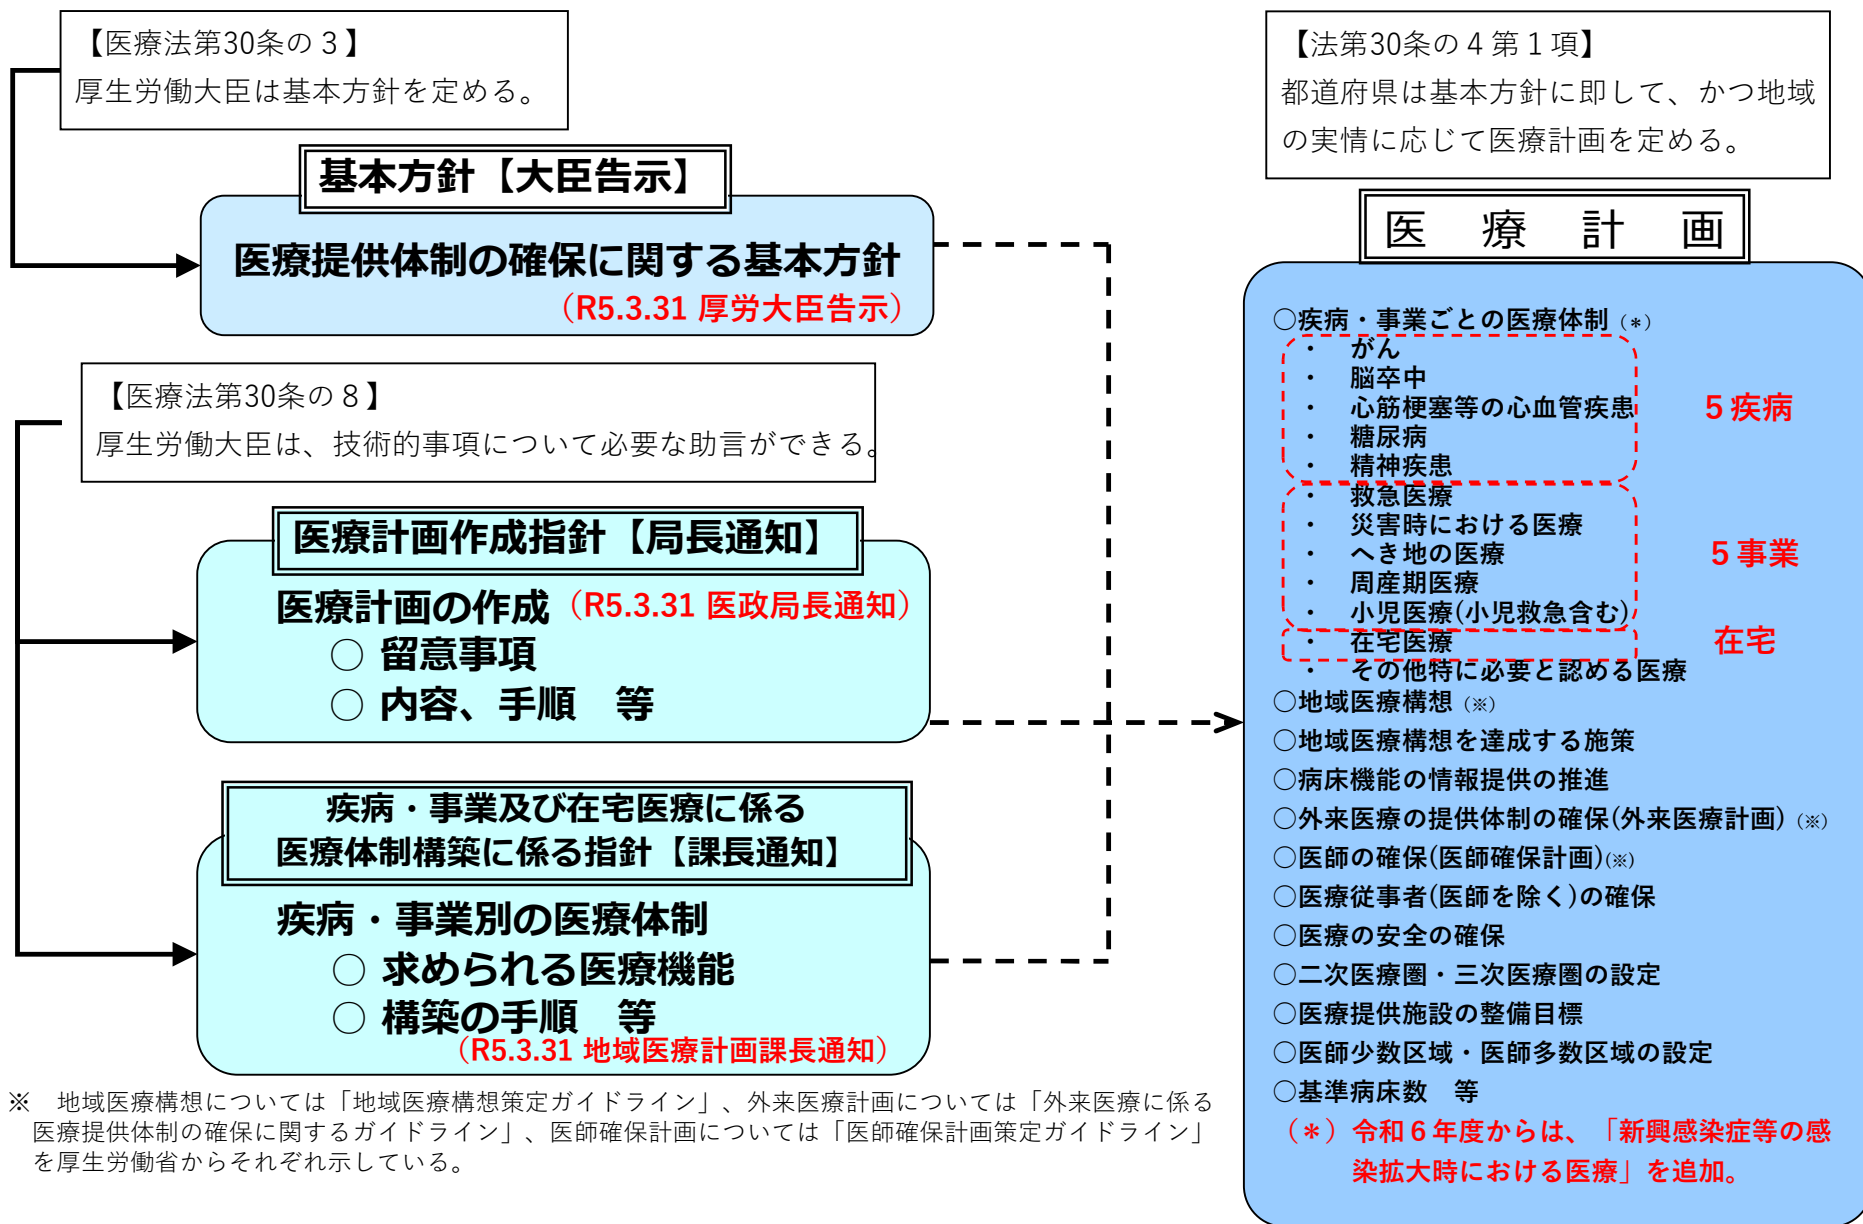 【医療法第30条の３】
厚生労働大臣は基本方針を定める。
基本方針【大臣告示】
医療提供体制の確保に関する基本方針
（R5.3.31 厚労大臣告示）
【医療法第30条の８】
厚生労働大臣は、技術的事項について必要な助言ができる。
医療計画作成指針【局長通知】
医療計画の作成（R5.3.31 医政局長通知）
○ 留意事項
○ 内容、手順　等
疾病・事業及び在宅医療に係る
医療体制構築に係る指針【課長通知】
疾病・事業別の医療体制
○ 求められる医療機能
○ 構築の手順　等
（R5.3.31 地域医療計画課長通知）
※　地域医療構想については「地域医療構想策定ガイドライン」、外来医療計画については「外来医療に係る
医療提供体制の確保に関するガイドライン」、医師確保計画については「医師確保計画策定ガイドライン」
を厚生労働省からそれぞれ示している。
【法第30条の４第１項】
都道府県は基本方針に即して、かつ地域
の実情に応じて医療計画を定める。
医　療　計　画
○疾病・事業ごとの医療体制（＊）
・　がん
・　脳卒中
・　心筋梗塞等の心血管疾患
５疾病
・　糖尿病
・　精神疾患
・　救急医療
・　災害時における医療
・　へき地の医療
５事業
・　周産期医療
・　小児医療(小児救急含む)
・　在宅医療
在宅
・　その他特に必要と認める医療
○地域医療構想（※）
○地域医療構想を達成する施策
○病床機能の情報提供の推進
○外来医療の提供体制の確保(外来医療計画)（※）
○医師の確保(医師確保計画)(※)
○医療従事者(医師を除く)の確保
○医療の安全の確保
○二次医療圏・三次医療圏の設定
○医療提供施設の整備目標
○医師少数区域・医師多数区域の設定
○基準病床数　等
（＊）令和６年度からは、「新興感染症等の感
染拡大時における医療」を追加。